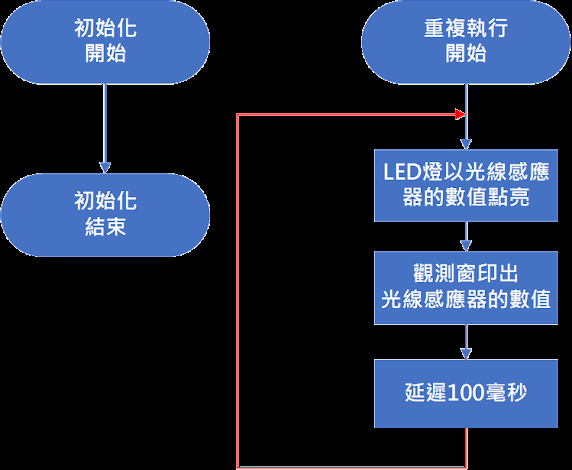 初始化
開始
初始化
結束
重複執行
開始
LED燈以光線感應
器的數值點亮
觀測窗印出
光線感應器的數值
延遲100毫秒